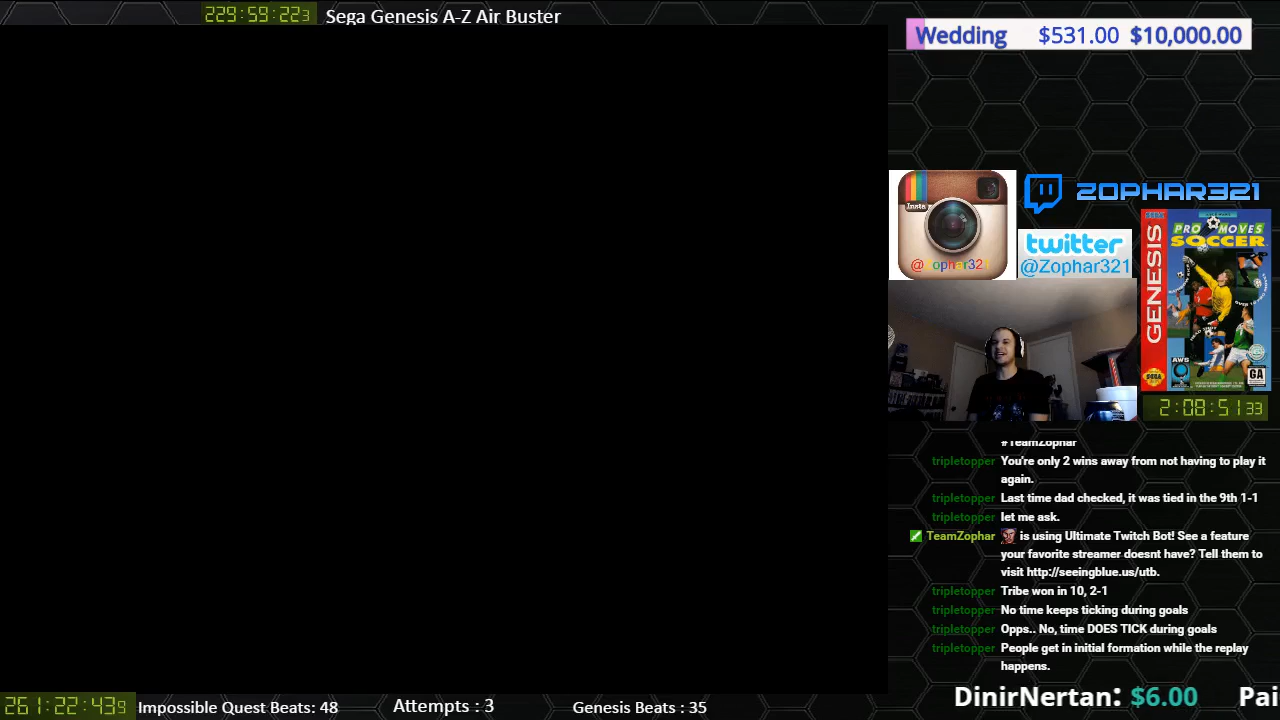 229:59:223 Sega Genesis A-Z Air Buster
Wedding $531.00 $10,000.00
Insta
@Zophar321
ZOPHAR321
twitter
@Zophar321
SEGA
GENESIS
PRO MOVES
SOCCER
AWS
GA
SEGA
2:08:51 33
#TeamZophar
tripletopper You're only 2 wins away from not having to play it
again.
tripletopper Last time dad checked, it was tied in the 9th 1-1
tripletopper let me ask.
TeamZophar is using Ultimate Twitch Bot! See a feature
your favorite streamer doesnt have? Tell them to
visit http://seeingblue.us/utb.
tripletopper Tribe won in 10, 2-1
tripletopper No time keeps ticking during goals
tripletopper Opps.. No, time DOES TICK during goals
tripletopper People get in initial formation while the replay
happens.
DinirNertan: $6.00 Pai
261:22:439 Impossible Quest Beats: 48 Attempts : 3 Genesis Beats : 35